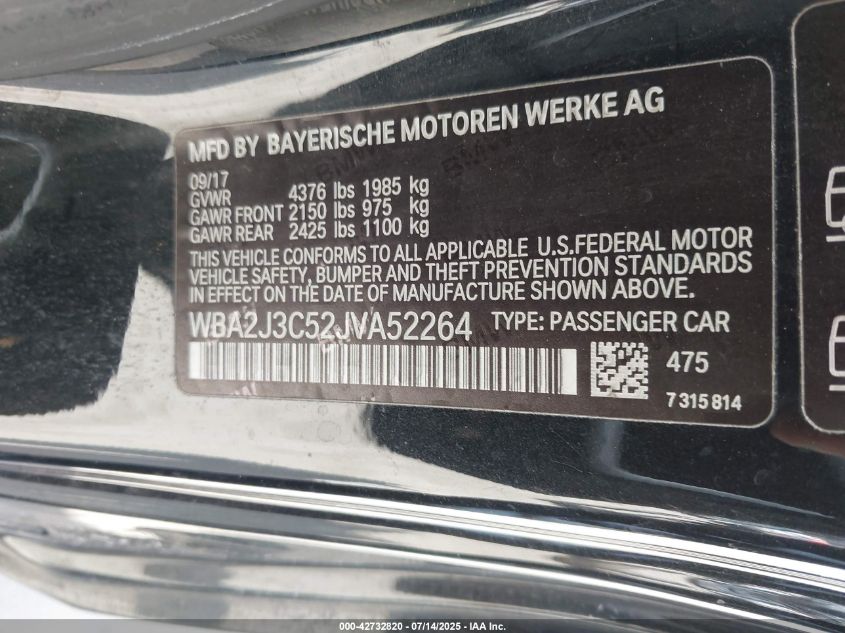 MFD BY BAYERISCHE MOTOREN WERKE AG
09/17
GVWR 4376 lbs 1985 kg
GAWR FRONT 2150 lbs 975 kg
GAWR REAR 2425 lbs 1100 kg
THIS VEHICLE CONFORMS TO ALL APPLICABLE U.S.FEDERAL MOTOR
VEHICLE SAFETY, BUMPER AND THEFT PREVENTION STANDARDS
IN EFFECT ON THE DATE OF MANUFACTURE SHOWN ABOVE.
WBA2J3C52JVA52264 TYPE: PASSENGER CAR
475
7 315 814
000-42732820 - 07/14/2025 - IAA Inc.